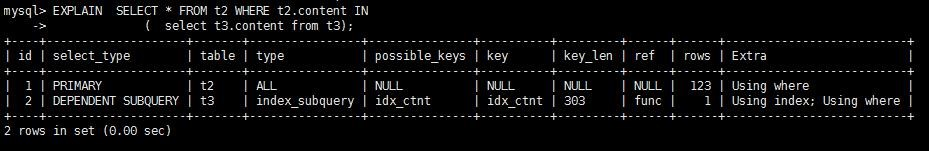 mysql> EXPLAIN  SELECT * FROM t2 WHERE t2.content IN
    ->              (  select t3.content from t3);
+----+--------------------+-------+----------------+---------------+----------+---------+------+------+--------------------------+
| id | select_type        | table | type           | possible_keys | key      | key_len | ref  | rows | Extra                    |
+----+--------------------+-------+----------------+---------------+----------+---------+------+------+--------------------------+
|  1 | PRIMARY            | t2    | ALL            | NULL          | NULL     | NULL    | NULL |  123 | Using where              |
|  2 | DEPENDENT SUBQUERY | t3    | index_subquery | idx_ctnt      | idx_ctnt | 303     | func |    1 | Using index; Using where |
+----+--------------------+-------+----------------+---------------+----------+---------+------+------+--------------------------+
2 rows in set (0.00 sec)